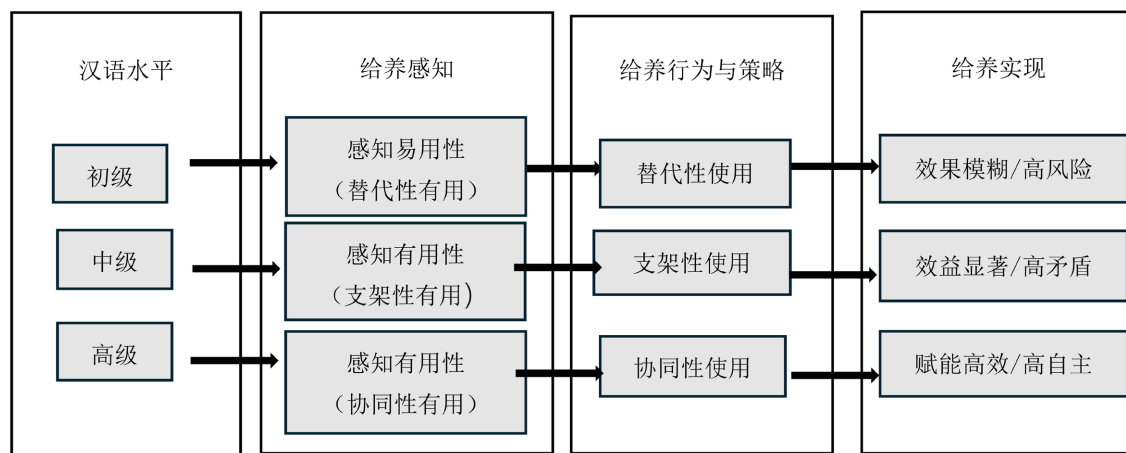 汉语水平
给养感知
给养行为与策略
给养实现
初级
感知易用性
（替代性有用）
替代性使用
效果模糊/高风险
中级
感知有用性
（支架性有用)
支架性使用
效益显著/高矛盾
高级
感知有用性
（协同性有用）
协同性使用
赋能高效/高自主